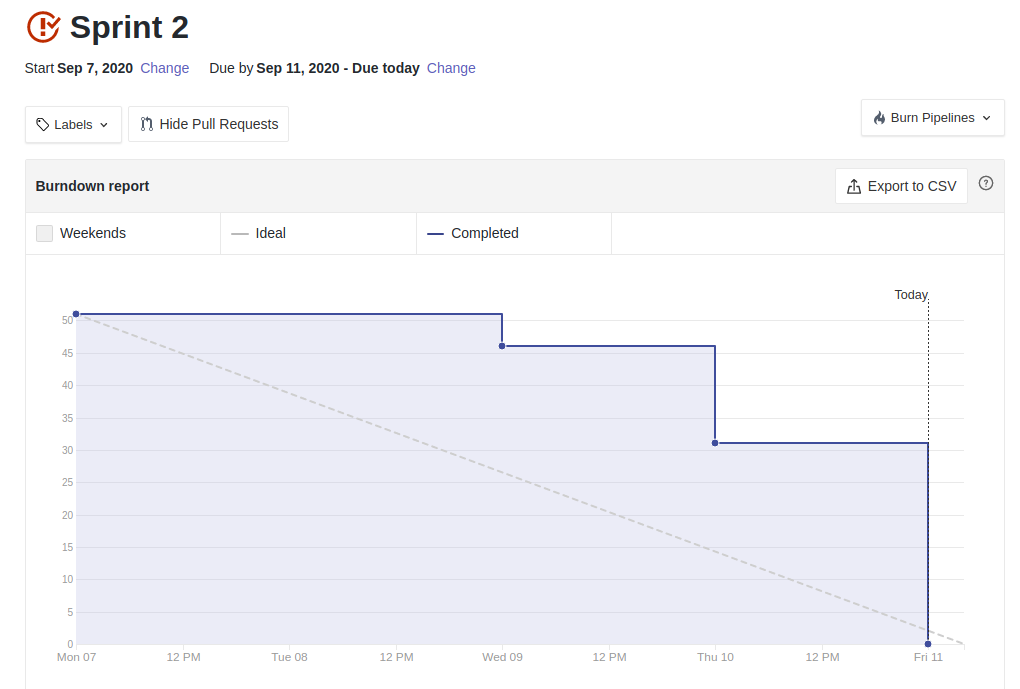 Sprint 2
Start Sep 7, 2020 Change Due by Sep 11, 2020 - Due today Change
Labels Hide Pull Requests Burn Pipelines
Burndown report Export to CSV ?
Weekends Ideal Completed
Today
50
45
40
35
30
25
20
15
10
5
0
Mon 07 12 PM Tue 08 12 PM Wed 09 12 PM Thu 10 12 PM Fri 11